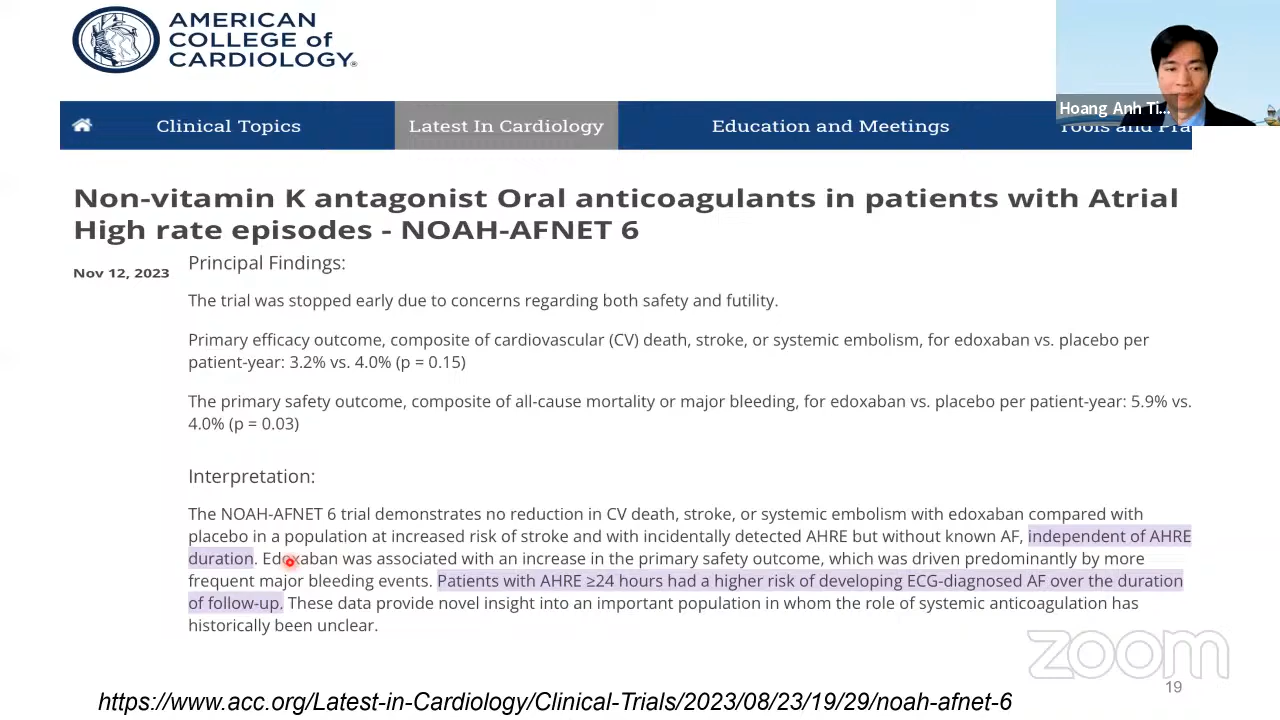 AMERICAN
COLLEGE of
CARDIOLOGY®
Hoang Anh Ti...
Clinical Topics
Latest In Cardiology
Education and Meetings
Tools and Pra
Non-vitamin K antagonist Oral anticoagulants in patients with Atrial
High rate episodes - NOAH-AFNET 6
Nov 12, 2023
Principal Findings:
The trial was stopped early due to concerns regarding both safety and futility.
Primary efficacy outcome, composite of cardiovascular (CV) death, stroke, or systemic embolism, for edoxaban vs. placebo per
patient-year: 3.2% vs. 4.0% (p = 0.15)
The primary safety outcome, composite of all-cause mortality or major bleeding, for edoxaban vs. placebo per patient-year: 5.9% vs.
4.0% (p = 0.03)
Interpretation:
The NOAH-AFNET 6 trial demonstrates no reduction in CV death, stroke, or systemic embolism with edoxaban compared with
placebo in a population at increased risk of stroke and with incidentally detected AHRE but without known AF, independent of AHRE
duration. Edoxaban was associated with an increase in the primary safety outcome, which was driven predominantly by more
frequent major bleeding events. Patients with AHRE ≥24 hours had a higher risk of developing ECG-diagnosed AF over the duration
of follow-up. These data provide novel insight into an important population in whom the role of systemic anticoagulation has
historically been unclear.
zoom
19
https://www.acc.org/Latest-in-Cardiology/Clinical-Trials/2023/08/23/19/29/noah-afnet-6